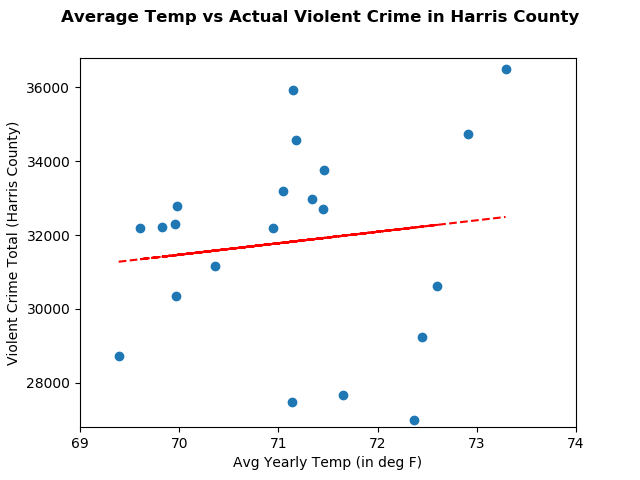 Average Temp vs Actual Violent Crime in Harris County
Violent Crime Total (Harris County)
36000
34000
32000
30000
28000
69 70 71 72 73 74
Avg Yearly Temp (in deg F)